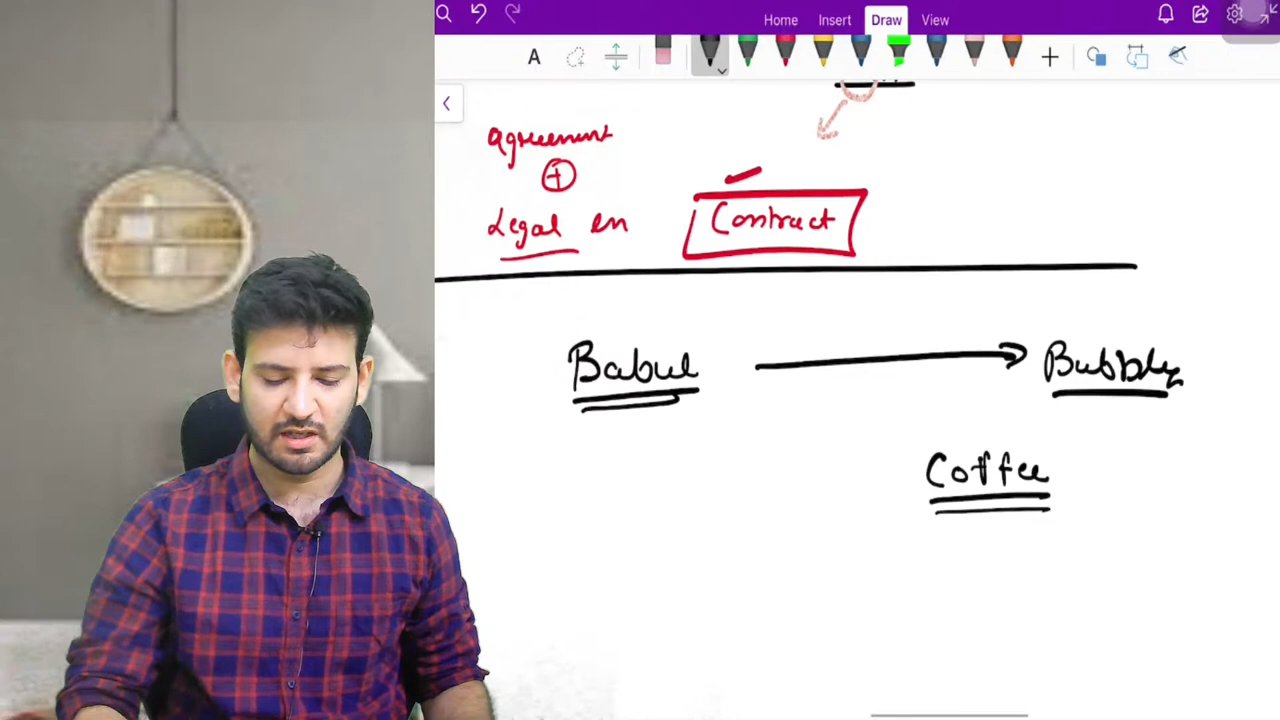 Home Insert Draw View
A
agreement
+
Legal en Contract
Babul Bubbly
Coffee